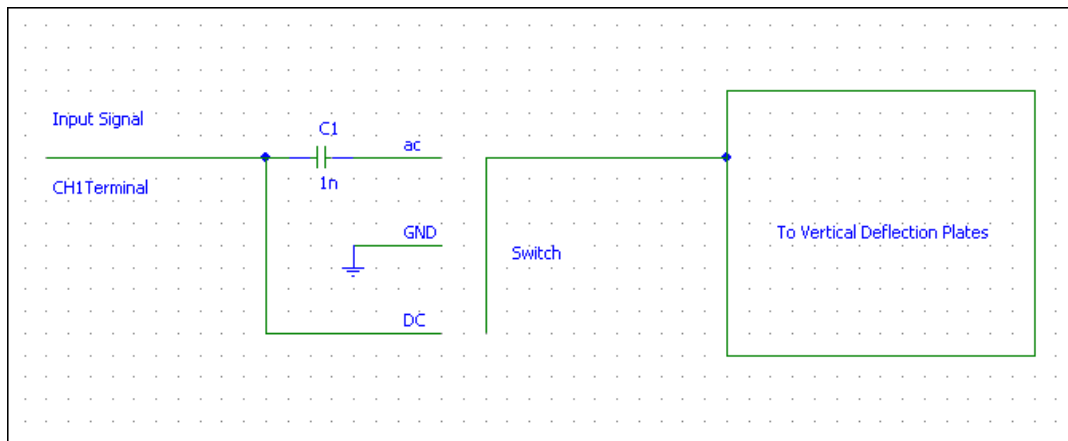 Input Signal
C1
ac
1n
CH1Terminal
GND
Switch
To Vertical Deflection Plates
DC